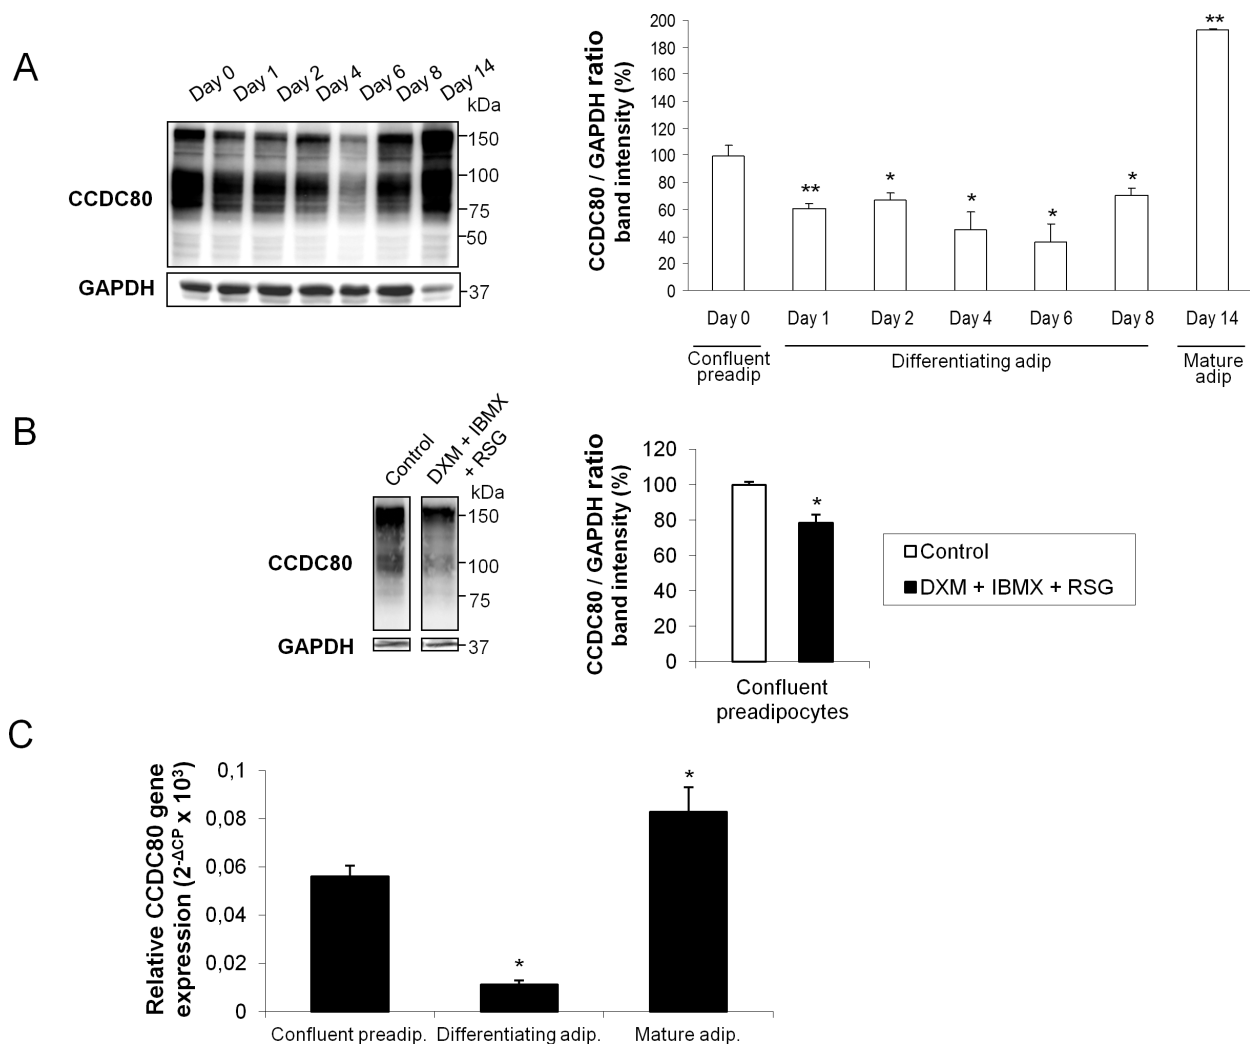 A
Day 0
Day 1
Day 2
Day 4
Day 6
Day 8
Day 14
kDa
150
100
75
50
37
CCDC80
GAPDH
CCDC80 / GAPDH ratio
band intensity (%)
200
180
160
140
120
100
80
60
40
20
0
**
*
*
*
*
**
Day 0
Day 1
Day 2
Day 4
Day 6
Day 8
Day 14
Confluent
preadip
Differentiating adip
Mature
adip
B
Control
DXM + IBMX
+ RSG
kDa
150
100
75
37
CCDC80
GAPDH
CCDC80 / GAPDH ratio
band intensity (%)
120
100
80
60
40
20
0
*
Confluent
preadipocytes
Control
DXM + IBMX + RSG
C
Relative CCDC80 gene
expression (2-ΔCP x 10³)
0,1
0,08
0,06
0,04
0,02
0
*
*
Confluent preadip.
Differentiating adip.
Mature adip.